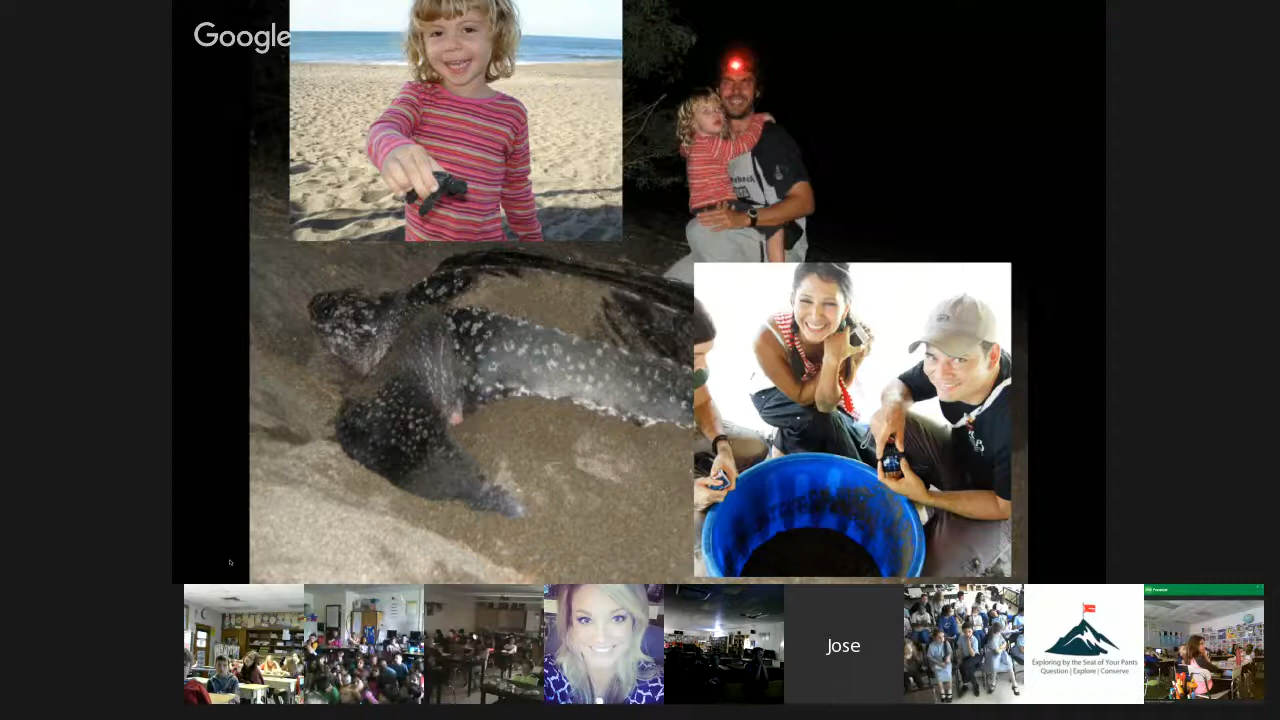 Google
Jose
Exploring by the Seat of Your Pants
Question | Explore | Conserve